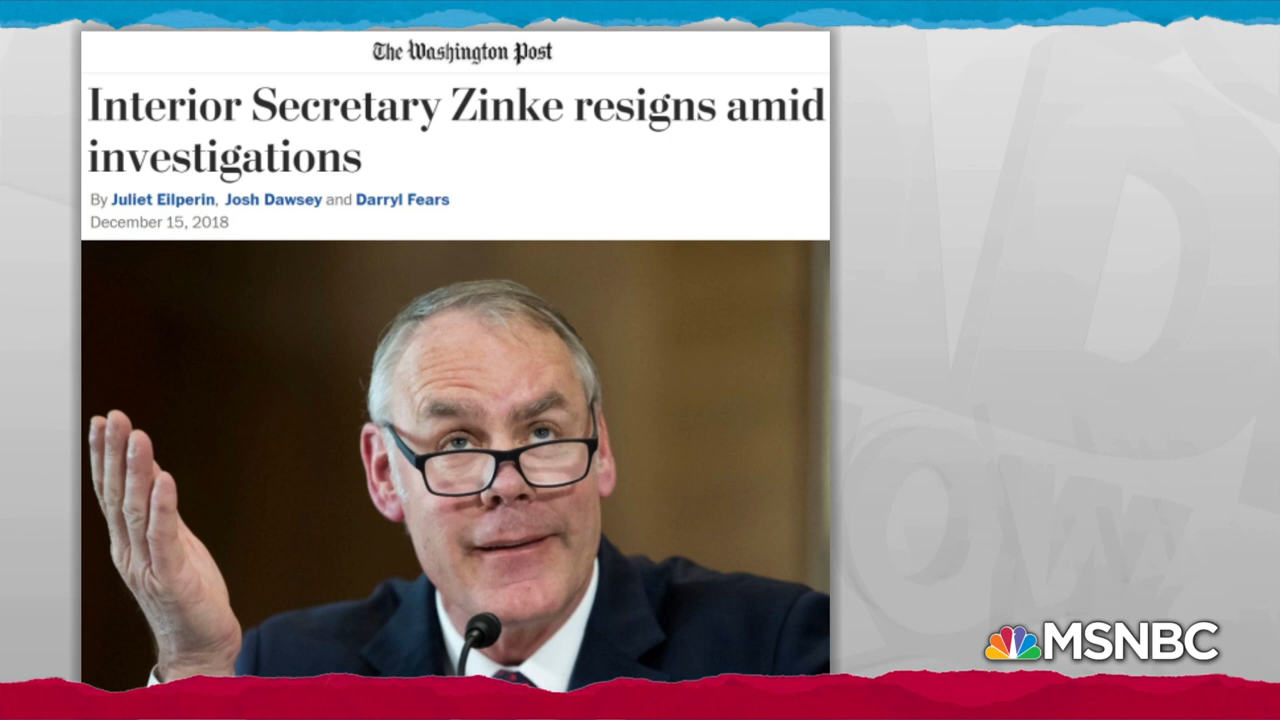 The Washington Post
Interior Secretary Zinke resigns amid
investigations
By Juliet Eilperin, Josh Dawsey and Darryl Fears
December 15, 2018
MSNBC